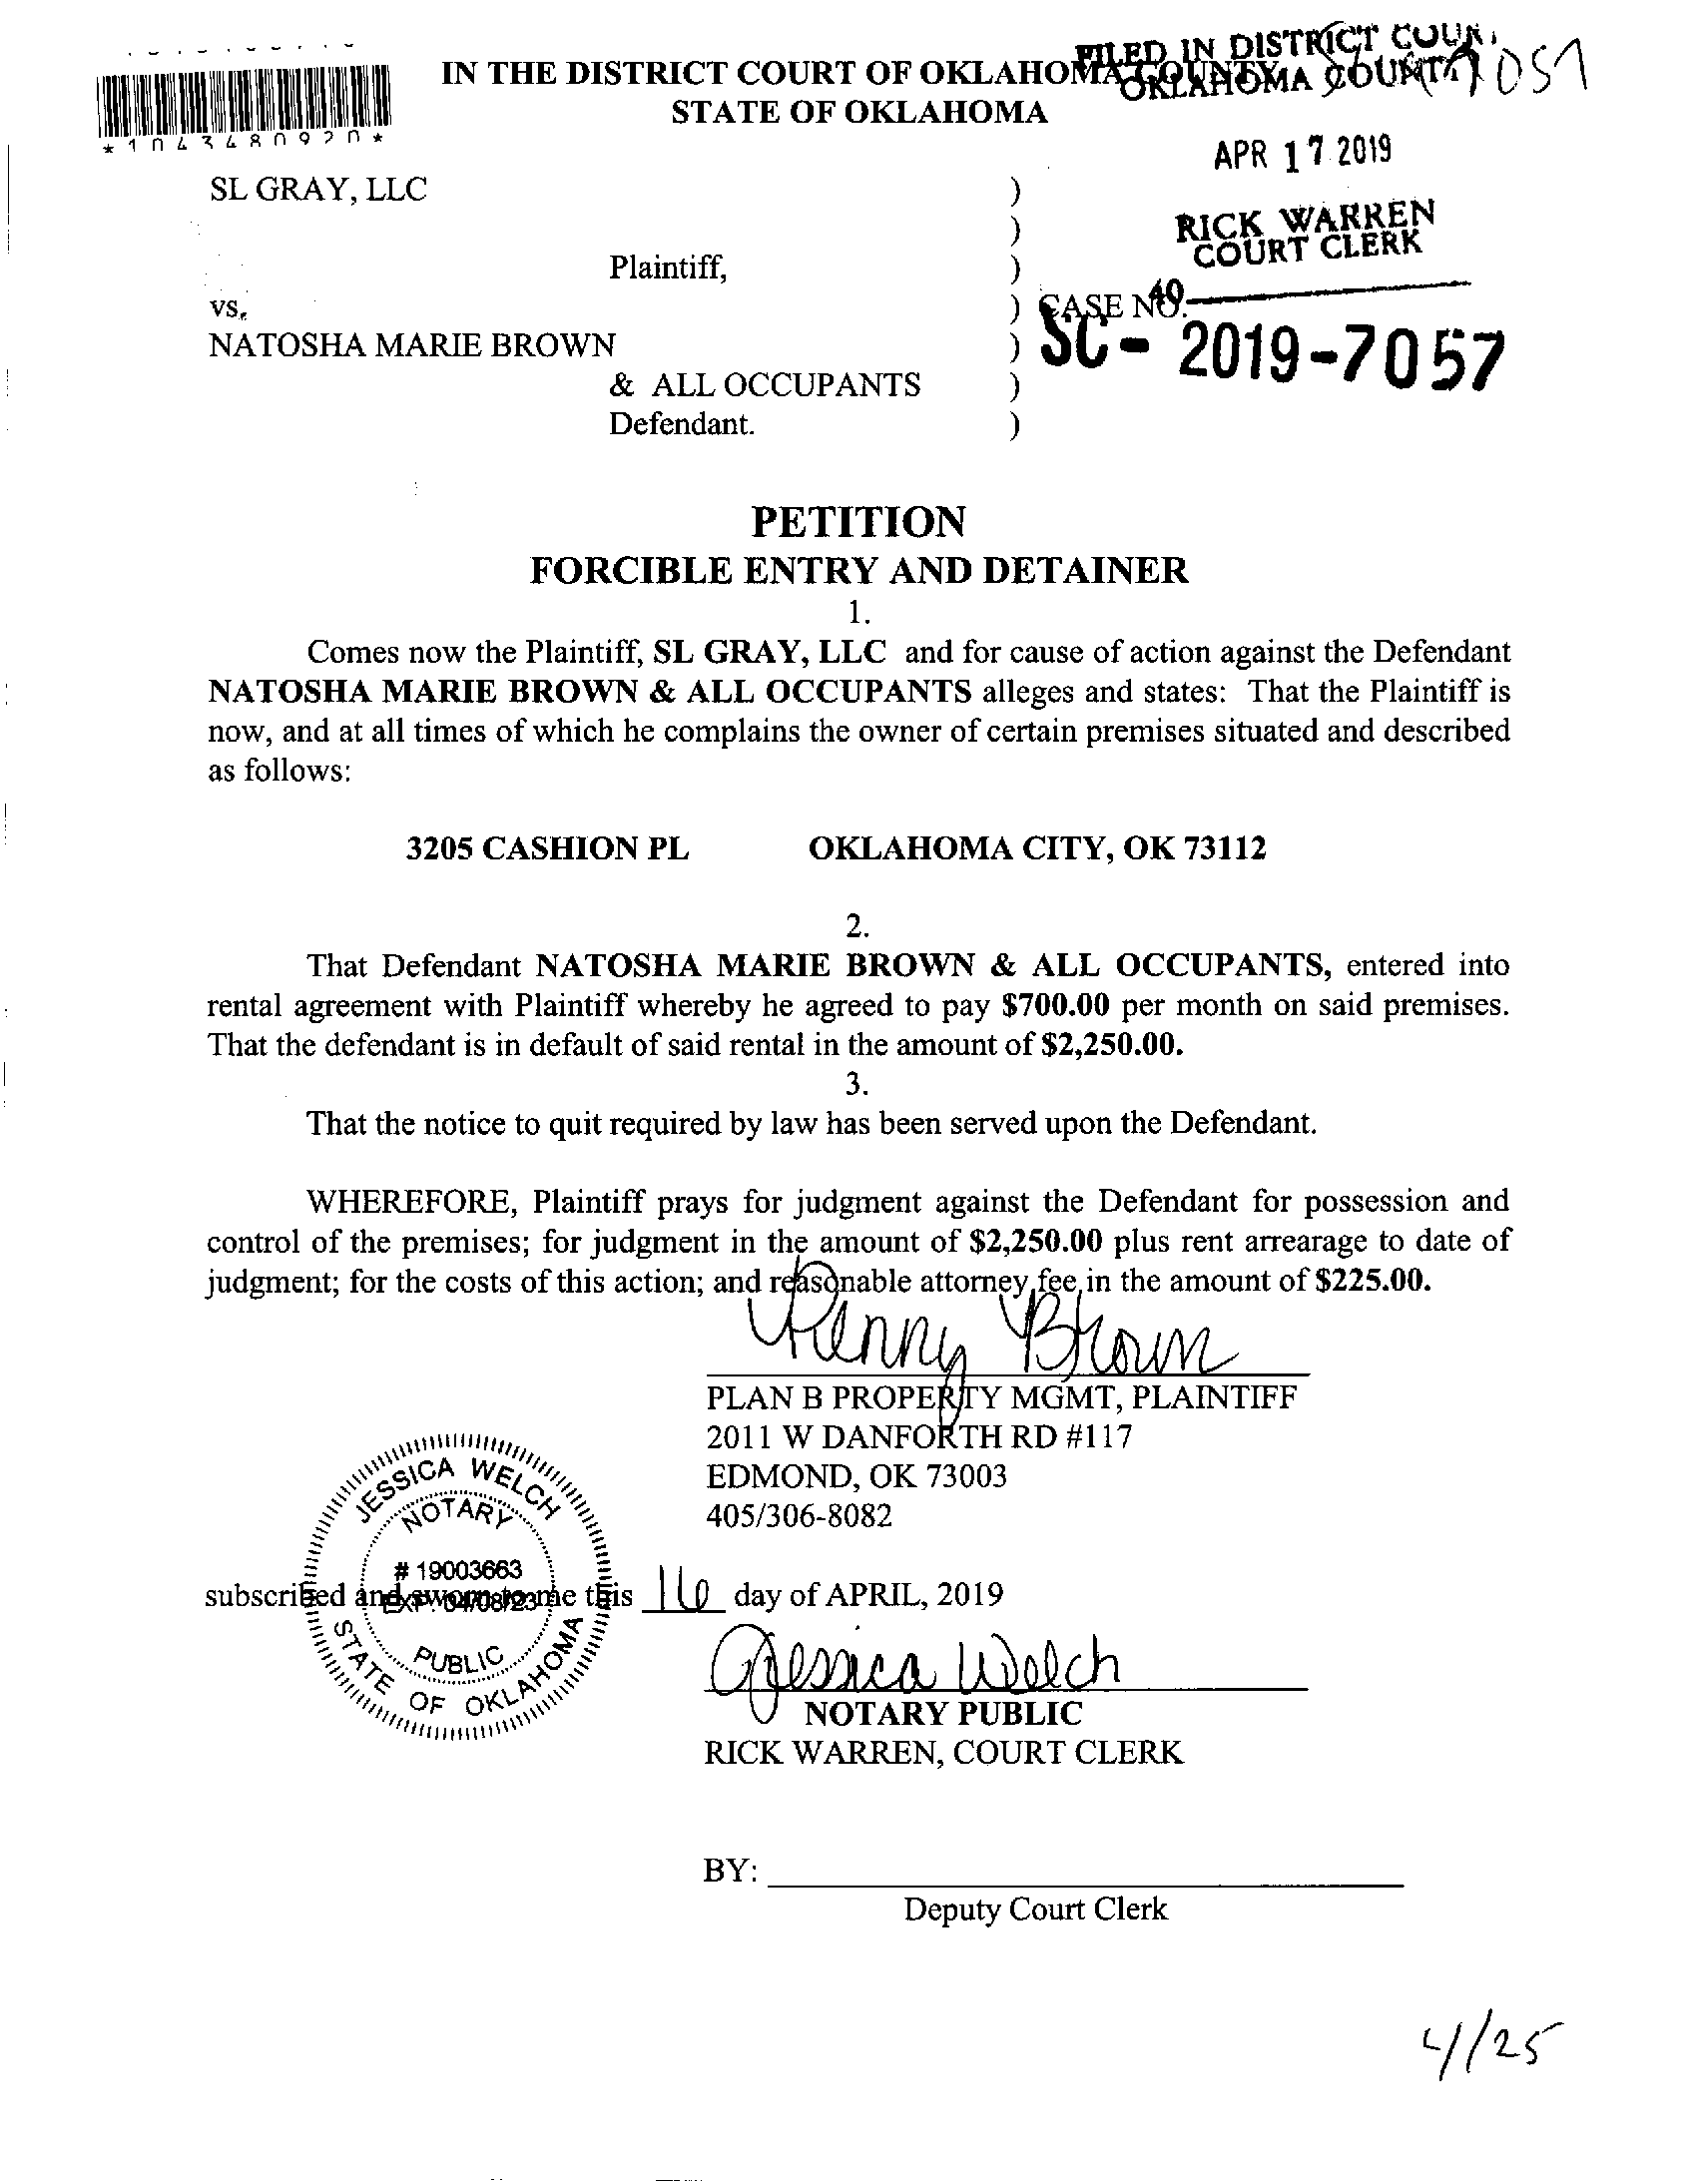 IN THE DISTRICT COURT OF OKLAHOMA COUNTY
STATE OF OKLAHOMA
FILED IN DISTRICT COURT
OKLAHOMA COUNTY
7057
*1043480920*
APR 17 2019
RICK WARREN
COURT CLERK
40
SL GRAY, LLC )
)
Plaintiff, )
vs. ) CASE NO.
SC-2019-7057
NATOSHA MARIE BROWN )
& ALL OCCUPANTS )
Defendant. )
PETITION
FORCIBLE ENTRY AND DETAINER
1.
Comes now the Plaintiff, SL GRAY, LLC and for cause of action against the Defendant
NATOSHA MARIE BROWN & ALL OCCUPANTS alleges and states: That the Plaintiff is
now, and at all times of which he complains the owner of certain premises situated and described
as follows:
3205 CASHION PL OKLAHOMA CITY, OK 73112
2.
That Defendant NATOSHA MARIE BROWN & ALL OCCUPANTS, entered into
rental agreement with Plaintiff whereby he agreed to pay $700.00 per month on said premises.
That the defendant is in default of said rental in the amount of $2,250.00.
3.
That the notice to quit required by law has been served upon the Defendant.
WHEREFORE, Plaintiff prays for judgment against the Defendant for possession and
control of the premises; for judgment in the amount of $2,250.00 plus rent arrearage to date of
judgment; for the costs of this action; and reasonable attorney fee in the amount of $225.00.
Penny Brown
PLAN B PROPERTY MGMT, PLAINTIFF
2011 W DANFORTH RD #117
EDMOND, OK 73003
405/306-8082
JESSICA WELCH
NOTARY
# 19003663
EXP. 04/08/23
PUBLIC
STATE OF OKLAHOMA
subscribed and sworn to me this 16 day of APRIL, 2019
Jessica Welch
NOTARY PUBLIC
RICK WARREN, COURT CLERK
BY:
Deputy Court Clerk
4/25